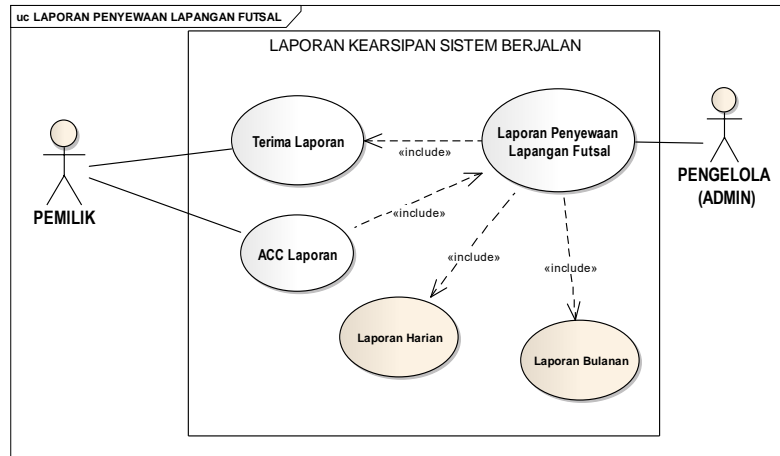 uc LAPORAN PENYEWAAN LAPANGAN FUTSAL
LAPORAN KEARSIPAN SISTEM BERJALAN
Terima Laporan
Laporan Penyewaan
Lapangan Futsal
«include»
PEMILIK
PENGELOLA
(ADMIN)
ACC Laporan
«include»
«include»
«include»
Laporan Harian
Laporan Bulanan